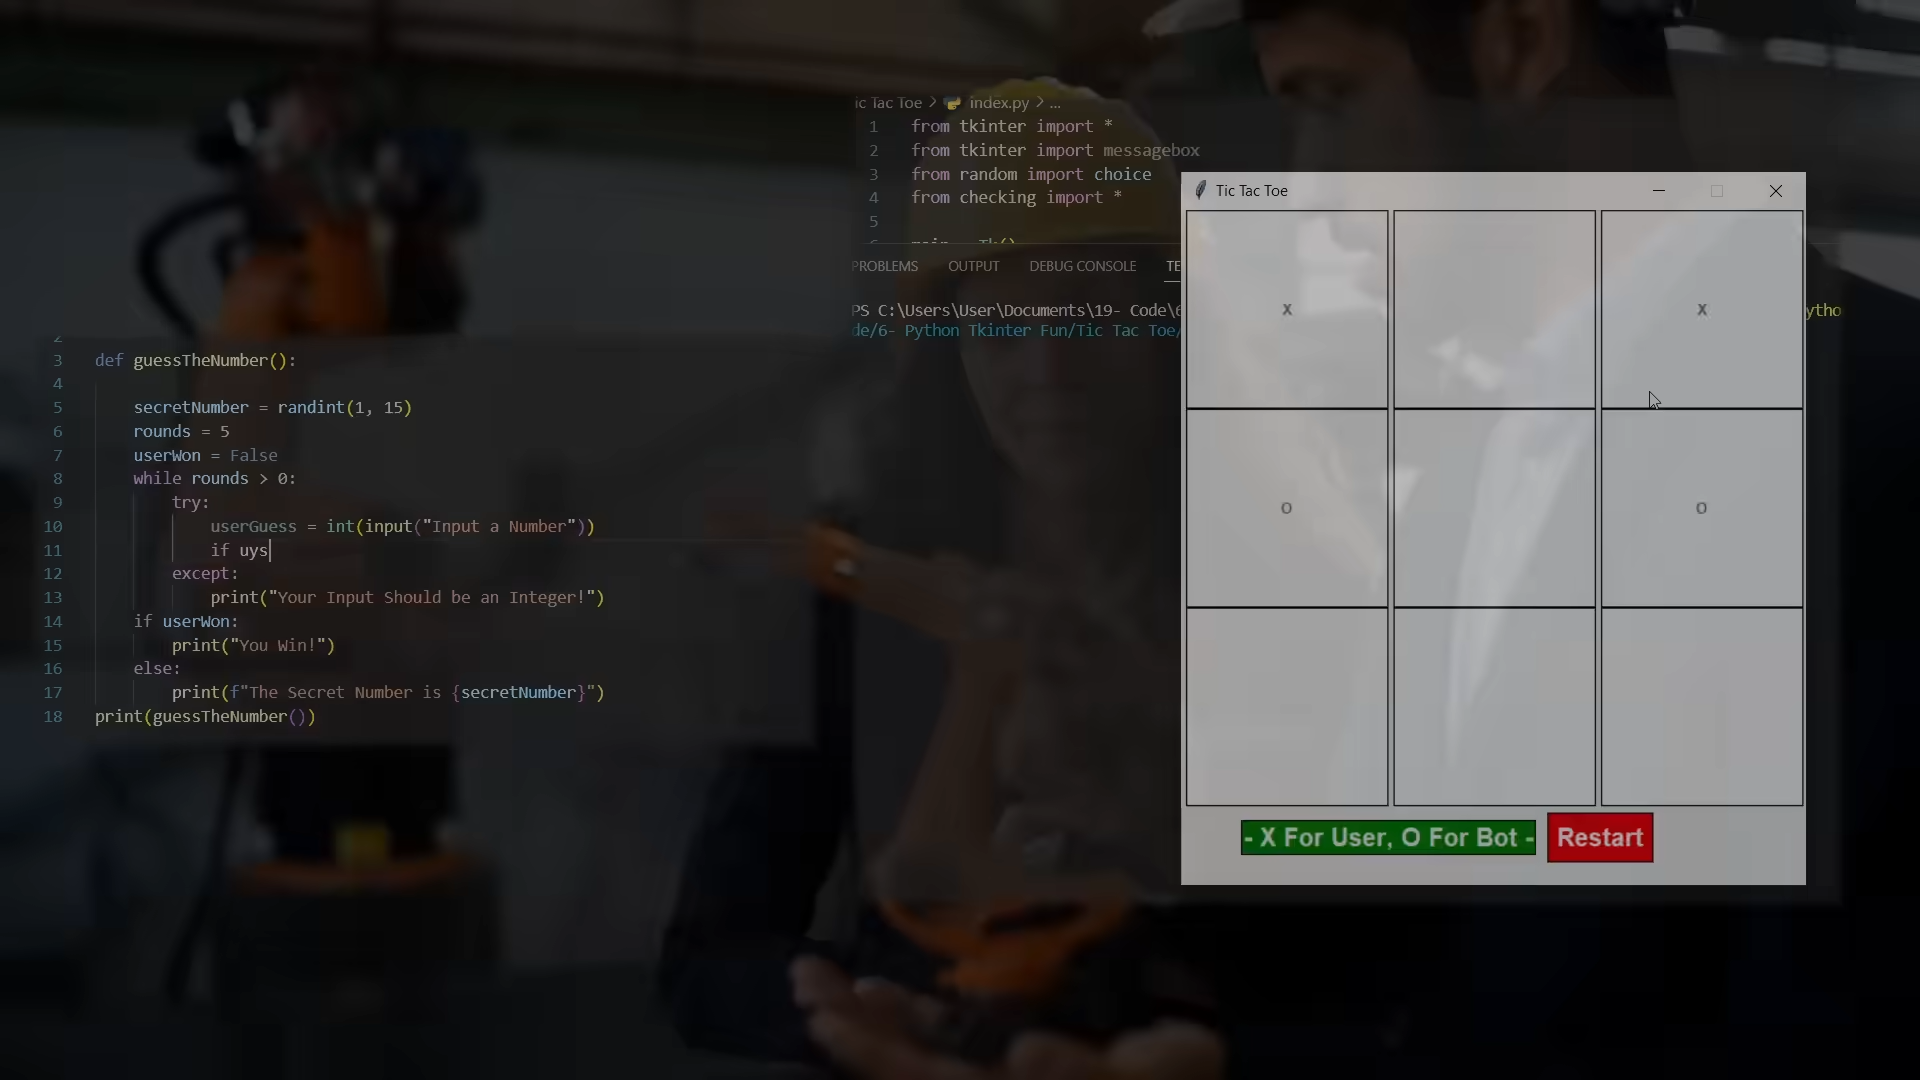 2
3 def guessTheNumber():
4
5 secretNumber = randint(1, 15)
6 rounds = 5
7 userWon = False
8 while rounds > 0:
9 try:
10 userGuess = int(input("Input a Number"))
11 if uys
12 except:
13 print("Your Input Should be an Integer!")
14 if userWon:
15 print("You Win!")
16 else:
17 print(f"The Secret Number is {secretNumber}")
18 print(guessTheNumber())
ic Tac Toe > index.py > ...
1 from tkinter import *
2 from tkinter import messagebox
3 from random import choice
4 from checking import *
5
PROBLEMS OUTPUT DEBUG CONSOLE TE
PS C:\Users\User\Documents\19- Code\6 ytho
de/6- Python Tkinter Fun/Tic Tac Toe/
Tic Tac Toe
X X
O O
- X For User, O For Bot - Restart